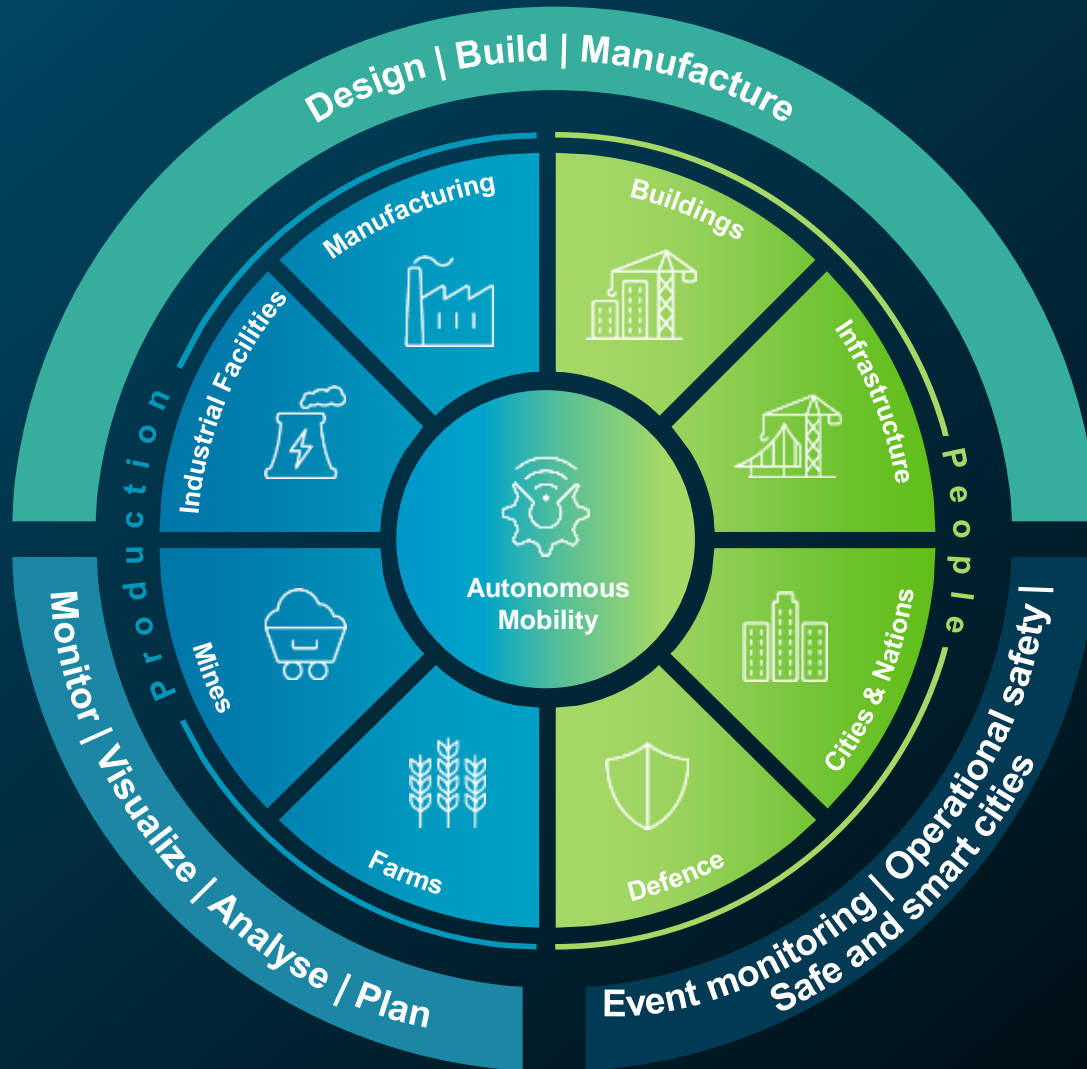 Design | Build | Manufacture
Manufacturing
Buildings
Industrial Facilities
Infrastructure
Production
People
Autonomous
Mobility
Mines
Cities & Nations
Farms
Defence
Monitor | Visualize | Analyse | Plan
Event monitoring | Operational safety |
Safe and smart cities